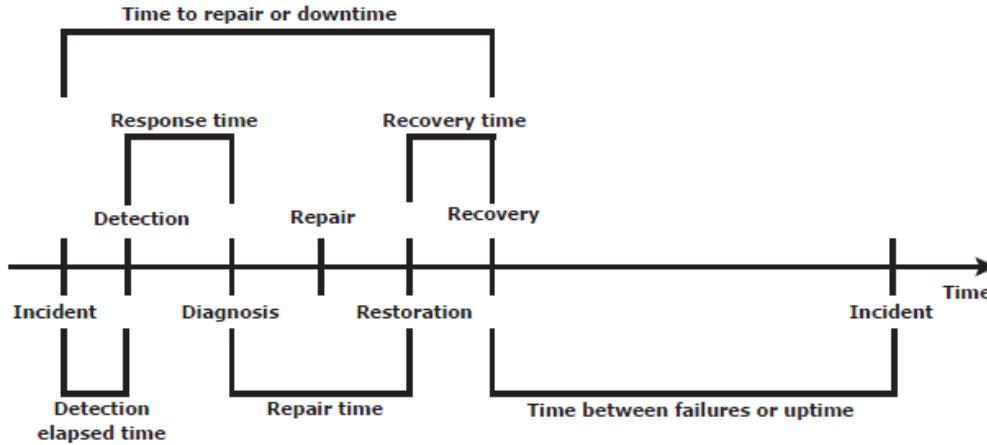 Time to repair or downtime
Response time
Recovery time
Detection
Repair
Recovery
Time
Incident
Diagnosis
Restoration
Incident
Detection
elapsed time
Repair time
Time between failures or uptime